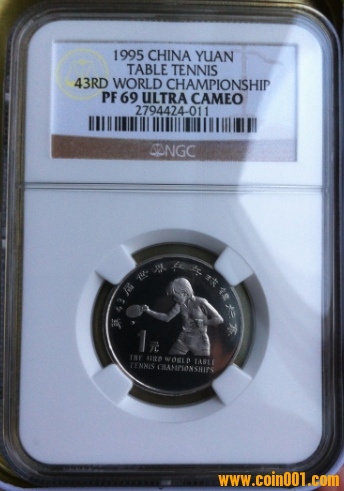 1995 CHINA YUAN
TABLE TENNIS
43RD WORLD CHAMPIONSHIP
PF 69 ULTRA CAMEO
2794424-011
NGC
第43届世界乒乓球锦标赛
1元
THE 43RD WORLD TABLE
TENNIS CHAMPIONSHIPS
www.coin001.com